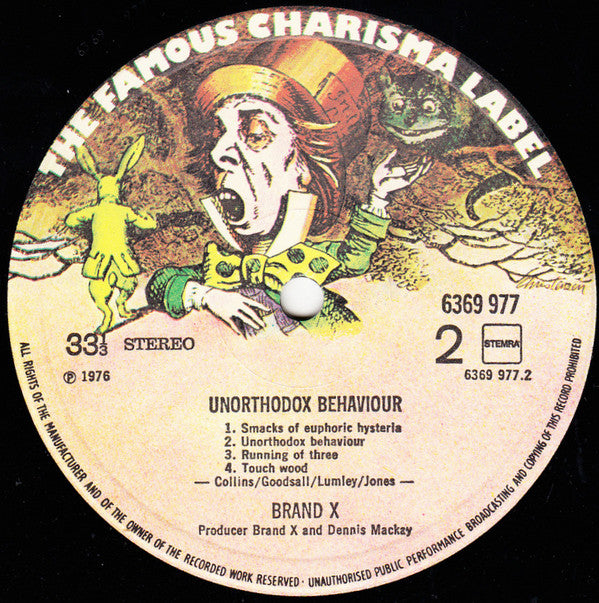 THE FAMOUS CHARISMA LABEL
Christensen
6369 977
33⅓ STEREO
2
STEMRA
℗ 1976
6369 977.2
UNORTHODOX BEHAVIOUR
1. Smacks of euphoric hysteria
2. Unorthodox behaviour
3. Running of three
4. Touch wood
— Collins/Goodsall/Lumley/Jones —
BRAND X
Producer Brand X and Dennis Mackay
ALL RIGHTS OF THE MANUFACTURER AND OF THE OWNER OF THE RECORDED WORK RESERVED · UNAUTHORISED PUBLIC PERFORMANCE BROADCASTING AND COPYING OF THIS RECORD PROHIBITED